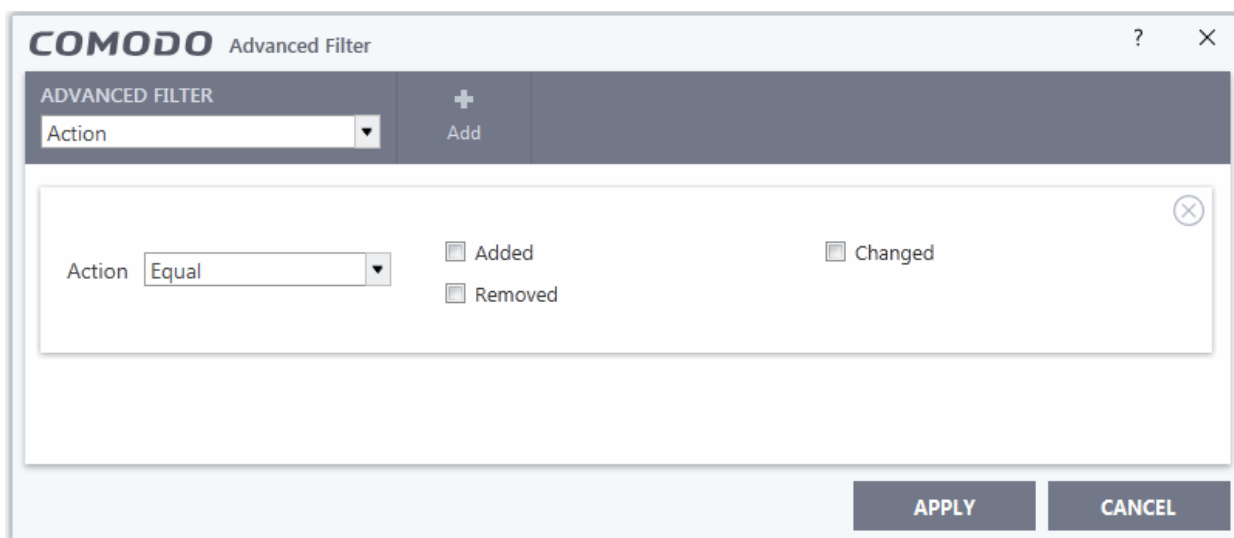 COMODO Advanced Filter ?
ADVANCED FILTER
Action
Add
Action Equal
Added
Changed
Removed
APPLY
CANCEL